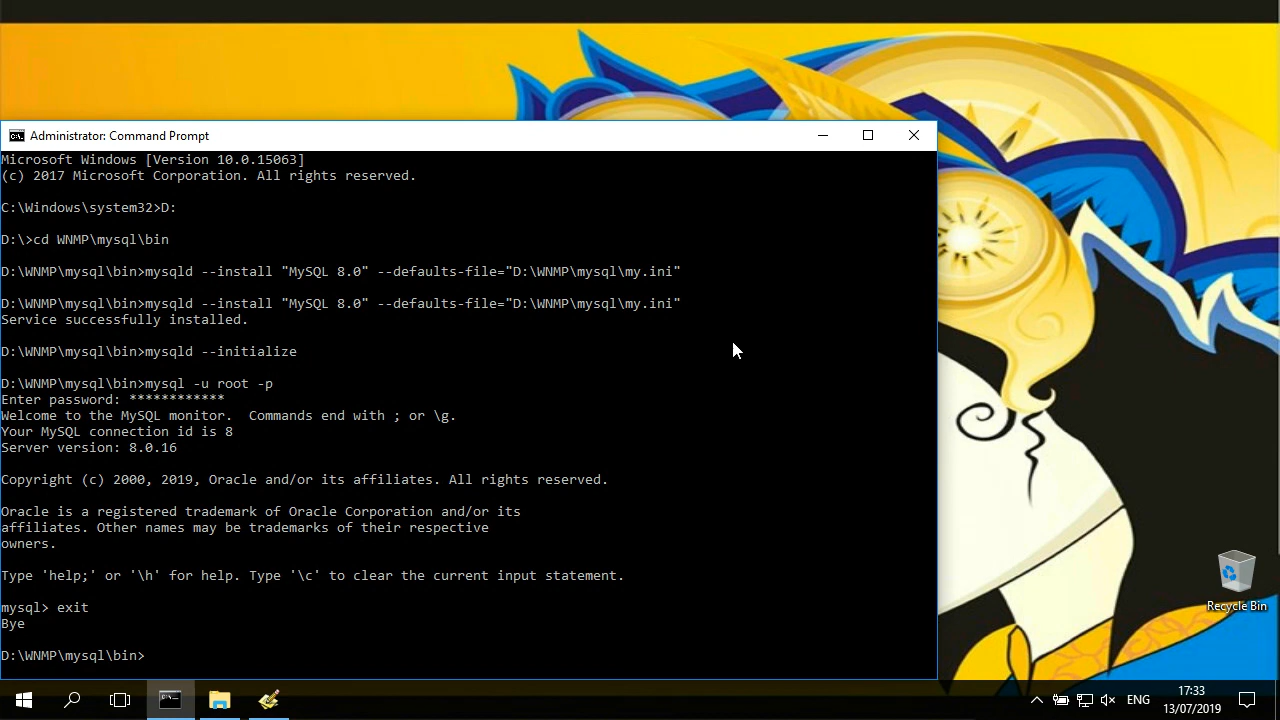 Administrator: Command Prompt
Microsoft Windows [Version 10.0.15063]
(c) 2017 Microsoft Corporation. All rights reserved.
C:\Windows\system32>D:
D:\>cd WNMP\mysql\bin
D:\WNMP\mysql\bin>mysqld --install "MySQL 8.0" --defaults-file="D:\WNMP\mysql\my.ini"
D:\WNMP\mysql\bin>mysqld --install "MySQL 8.0" --defaults-file="D:\WNMP\mysql\my.ini"
Service successfully installed.
D:\WNMP\mysql\bin>mysqld --initialize
D:\WNMP\mysql\bin>mysql -u root -p
Enter password: ************
Welcome to the MySQL monitor.  Commands end with ; or \g.
Your MySQL connection id is 8
Server version: 8.0.16
Copyright (c) 2000, 2019, Oracle and/or its affiliates. All rights reserved.
Oracle is a registered trademark of Oracle Corporation and/or its
affiliates. Other names may be trademarks of their respective
owners.
Type 'help;' or '\h' for help. Type '\c' to clear the current input statement.
mysql> exit
Bye
D:\WNMP\mysql\bin>
Recycle Bin
ENG
17:33
13/07/2019